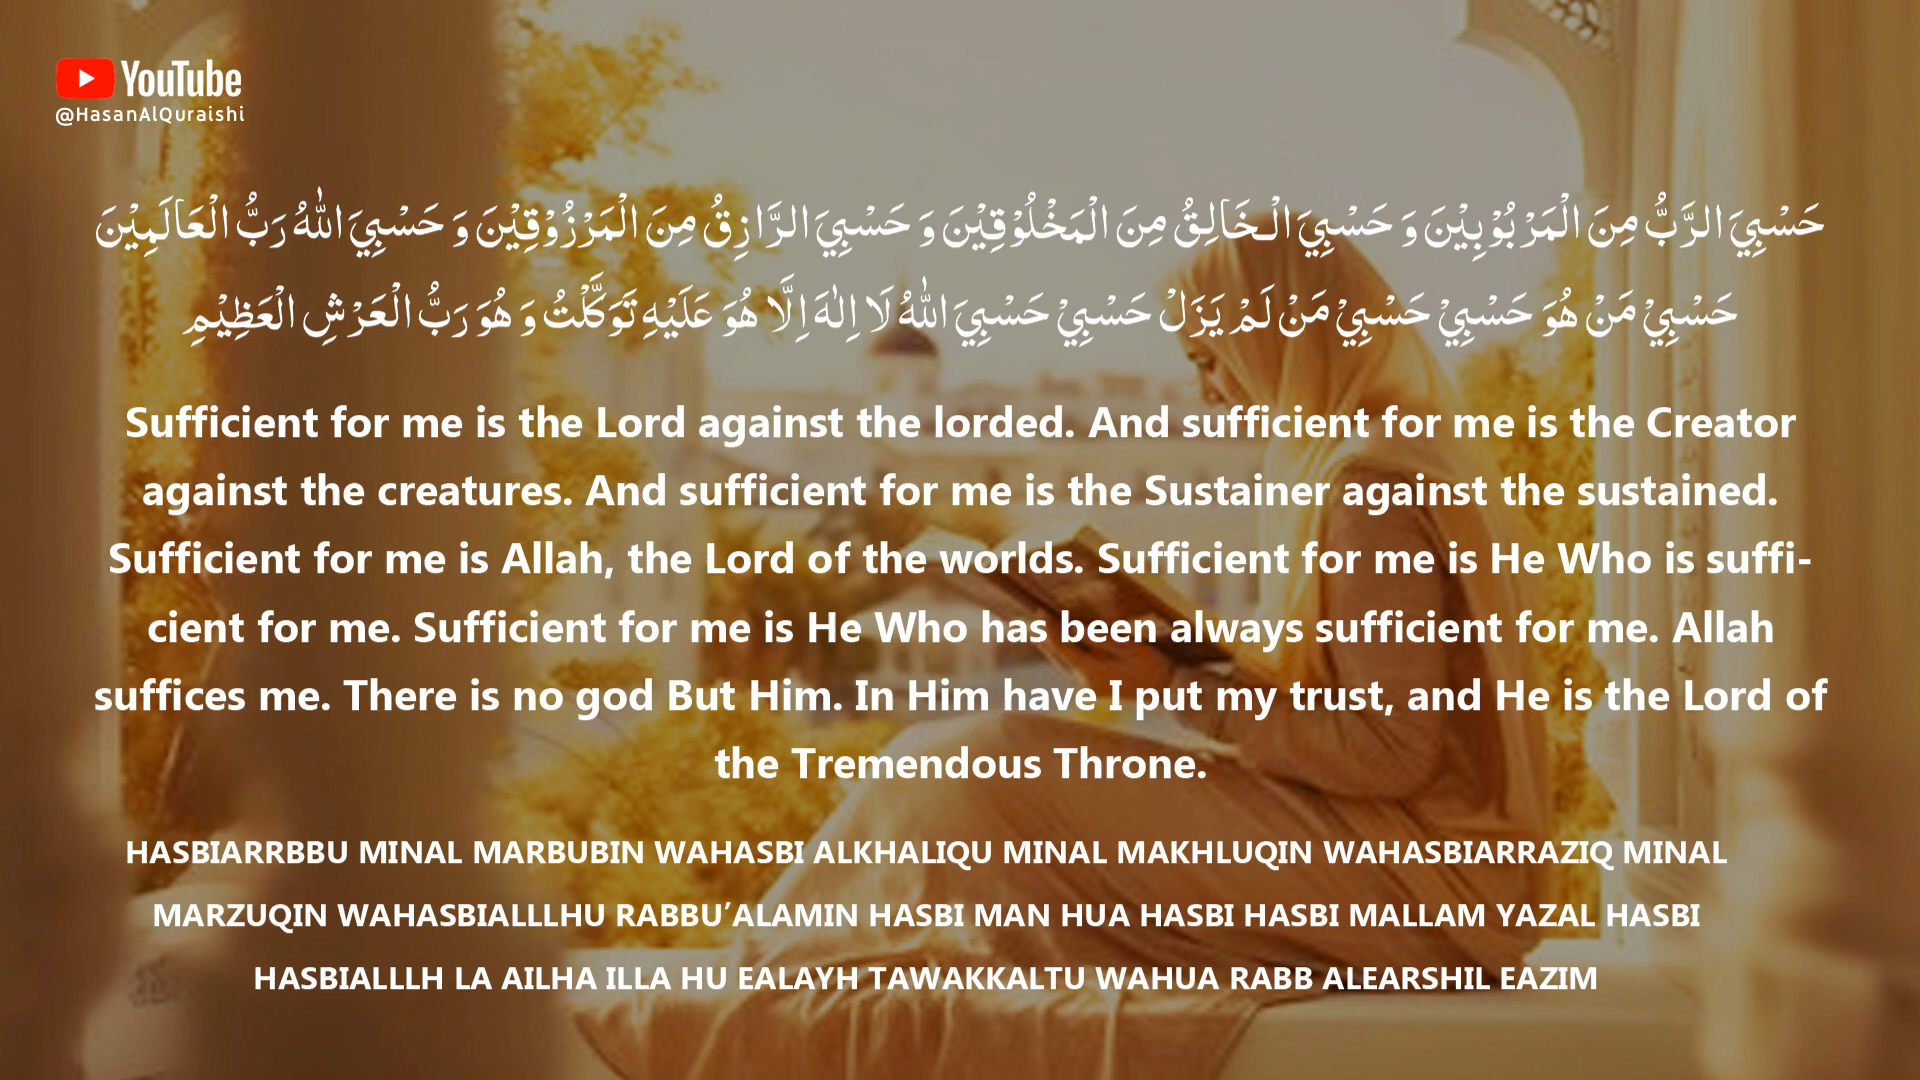 YouTube
@HasanAlQuraishi
حَسْبِيَ الرَّبُّ مِنَ الْمَرْبُوْبِيْنَ وَ حَسْبِيَ الْخَالِقُ مِنَ الْمَخْلُوْقِيْنَ وَ حَسْبِيَ الرَّازِقُ مِنَ الْمَرْزُوْقِيْنَ وَ حَسْبِيَ اللّٰهُ رَبُّ الْعَالَمِيْنَ
حَسْبِيْ مَنْ هُوَ حَسْبِيْ حَسْبِيْ مَنْ لَمْ يَزَلْ حَسْبِيْ حَسْبِيَ اللّٰهُ لَا اِلٰهَ اِلَّا هُوَ عَلَيْهِ تَوَكَّلْتُ وَ هُوَ رَبُّ الْعَرْشِ الْعَظِيْمِ
Sufficient for me is the Lord against the lorded. And sufficient for me is the Creator
against the creatures. And sufficient for me is the Sustainer against the sustained.
Sufficient for me is Allah, the Lord of the worlds. Sufficient for me is He Who is suffi-
cient for me. Sufficient for me is He Who has been always sufficient for me. Allah
suffices me. There is no god But Him. In Him have I put my trust, and He is the Lord of
the Tremendous Throne.
HASBIARRBBU MINAL MARBUBIN WAHASBI ALKHALIQU MINAL MAKHLUQIN WAHASBIARRAZIQ MINAL
MARZUQIN WAHASBIALLLHU RABBU'ALAMIN HASBI MAN HUA HASBI HASBI MALLAM YAZAL HASBI
HASBIALLLH LA AILHA ILLA HU EALAYH TAWAKKALTU WAHUA RABB ALEARSHIL EAZIM